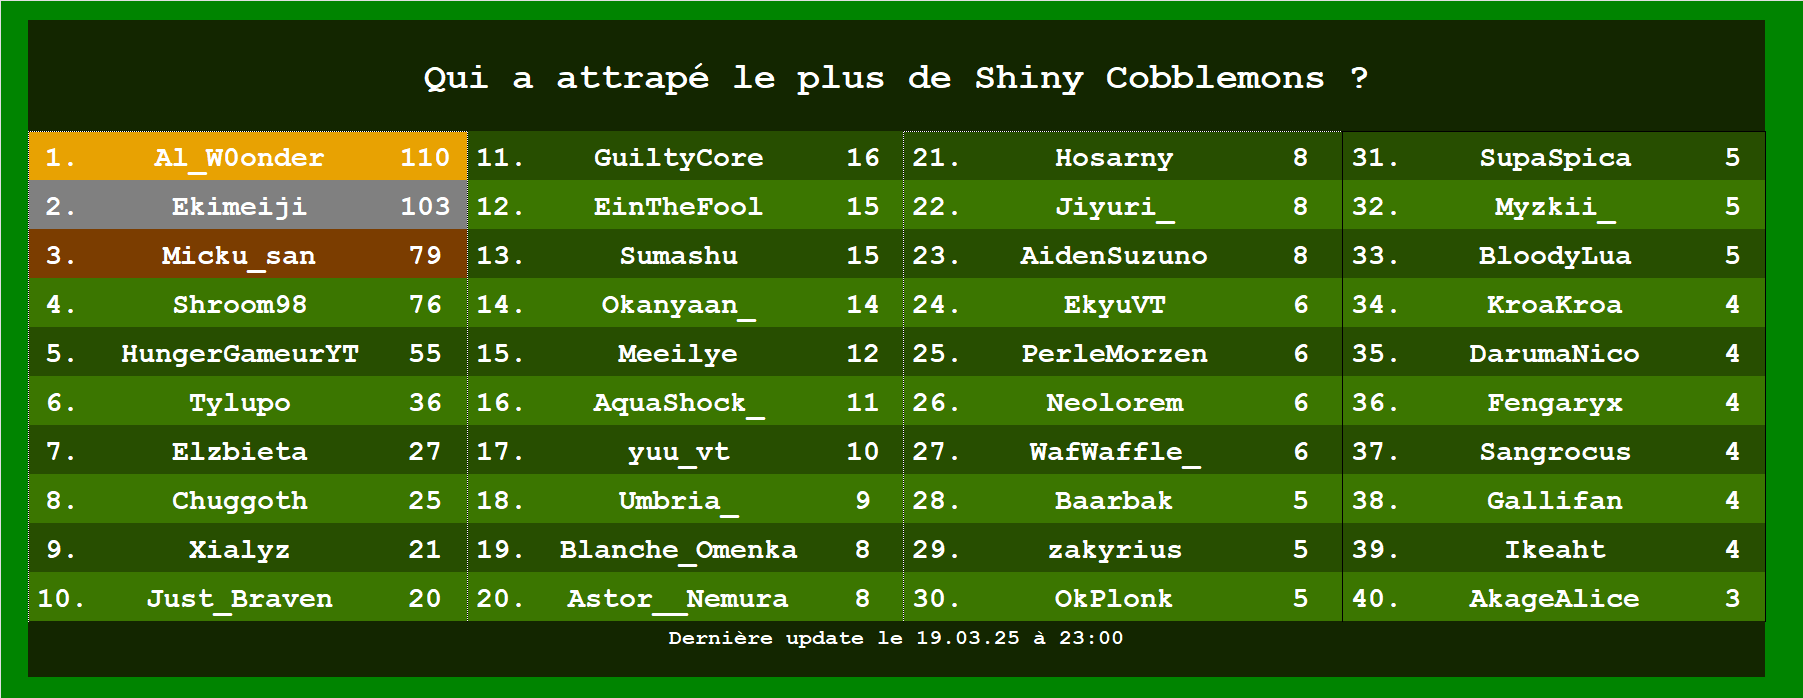 Qui a attrapé le plus de Shiny Cobblemons ?
1. Al_W0onder 110
2. Ekimeiji 103
3. Micku_san 79
4. Shroom98 76
5. HungerGameurYT 55
6. Tylupo 36
7. Elzbieta 27
8. Chuggoth 25
9. Xialyz 21
10. Just_Braven 20
11. GuiltyCore 16
12. EinTheFool 15
13. Sumashu 15
14. Okanyaan_ 14
15. Meeilye 12
16. AquaShock_ 11
17. yuu_vt 10
18. Umbria_ 9
19. Blanche_Omenka 8
20. Astor__Nemura 8
21. Hosarny 8
22. Jiyuri_ 8
23. AidenSuzuno 8
24. EkyuVT 6
25. PerleMorzen 6
26. Neolorem 6
27. WafWaffle_ 6
28. Baarbak 5
29. zakyrius 5
30. OkPlonk 5
31. SupaSpica 5
32. Myzkii_ 5
33. BloodyLua 5
34. KroaKroa 4
35. DarumaNico 4
36. Fengaryx 4
37. Sangrocus 4
38. Gallifan 4
39. Ikeaht 4
40. AkageAlice 3
Dernière update le 19.03.25 à 23:00